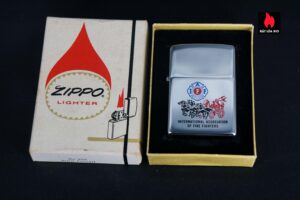 ZIPPO
LIGHTER
INTERNATIONAL ASSOCIATION
OF FIRE FIGHTERS